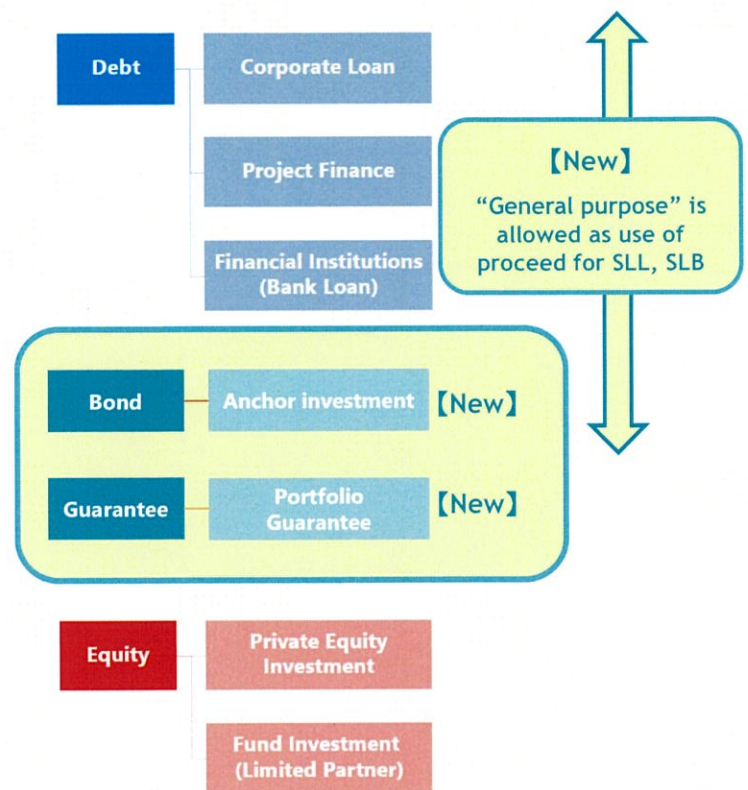 Debt
Corporate Loan
Project Finance
Financial Institutions
(Bank Loan)
【New】
“General purpose” is
allowed as use of
proceed for SLL, SLB
Bond
Anchor investment
【New】
Guarantee
Portfolio
Guarantee
【New】
Equity
Private Equity
Investment
Fund Investment
(Limited Partner)